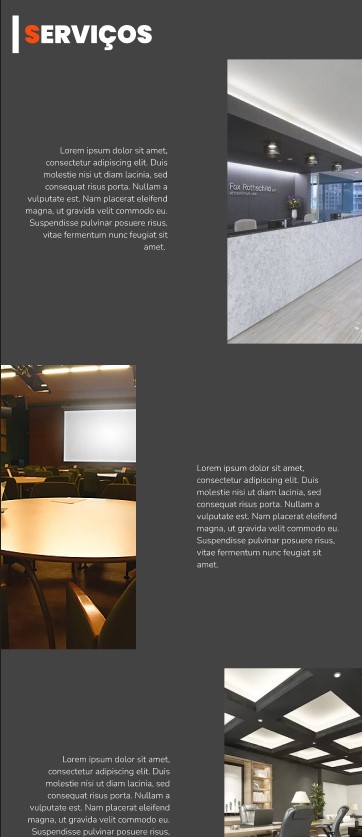 SERVIÇOS
Lorem ipsum dolor sit amet,
consectetur adipiscing elit. Duis
molestie nisi ut diam lacinia, sed
consequat risus porta. Nullam a
vulputate est. Nam placerat eleifend
magna, ut gravida velit commodo eu.
Suspendisse pulvinar posuere risus,
vitae fermentum nunc feugiat sit
amet.
Fox Rothschild
Lorem ipsum dolor sit amet,
consectetur adipiscing elit. Duis
molestie nisi ut diam lacinia, sed
consequat risus porta. Nullam a
vulputate est. Nam placerat eleifend
magna, ut gravida velit commodo eu.
Suspendisse pulvinar posuere risus,
vitae fermentum nunc feugiat sit
amet.
Lorem ipsum dolor sit amet,
consectetur adipiscing elit. Duis
molestie nisi ut diam lacinia, sed
consequat risus porta. Nullam a
vulputate est. Nam placerat eleifend
magna, ut gravida velit commodo eu.
Suspendisse pulvinar posuere risus,